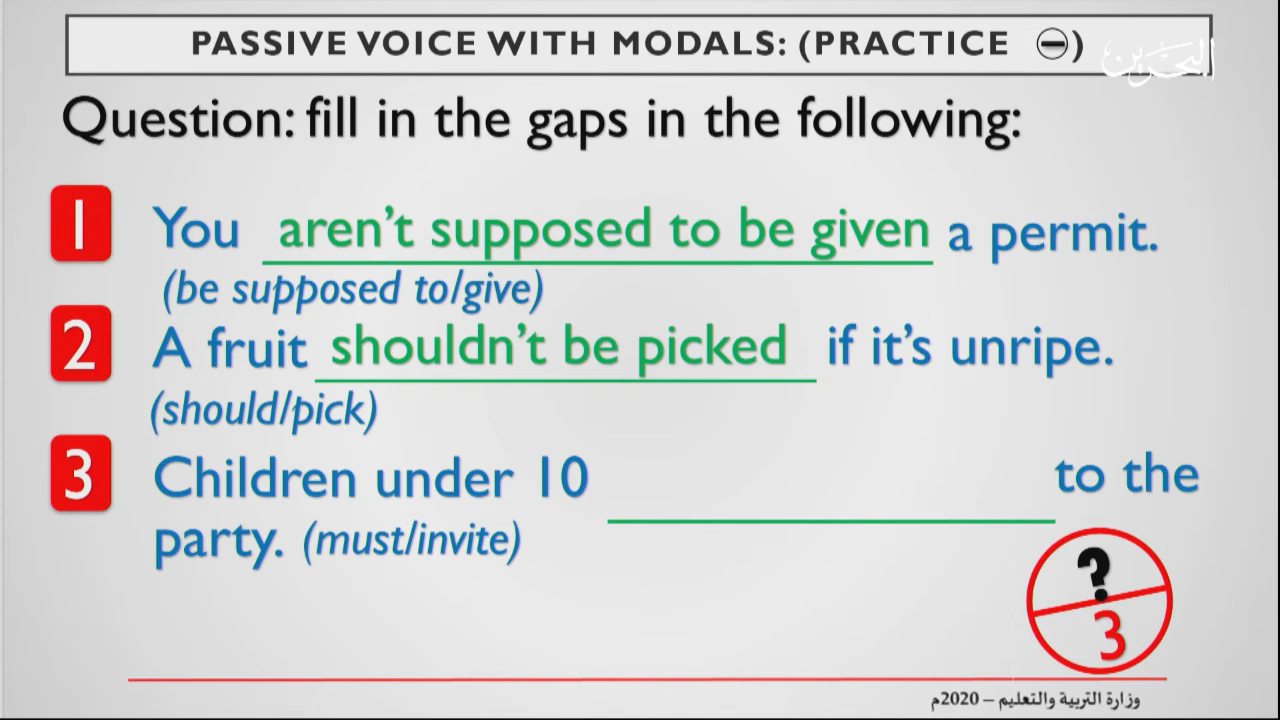 PASSIVE VOICE WITH MODALS: (PRACTICE ⊖)
البحرين
Question: fill in the gaps in the following:
1 You aren't supposed to be given a permit.
(be supposed to/give)
2 A fruit shouldn't be picked if it's unripe.
(should/pick)
3 Children under 10 ____________ to the
party. (must/invite)
?
3
وزارة التربية والتعليم – 2020م